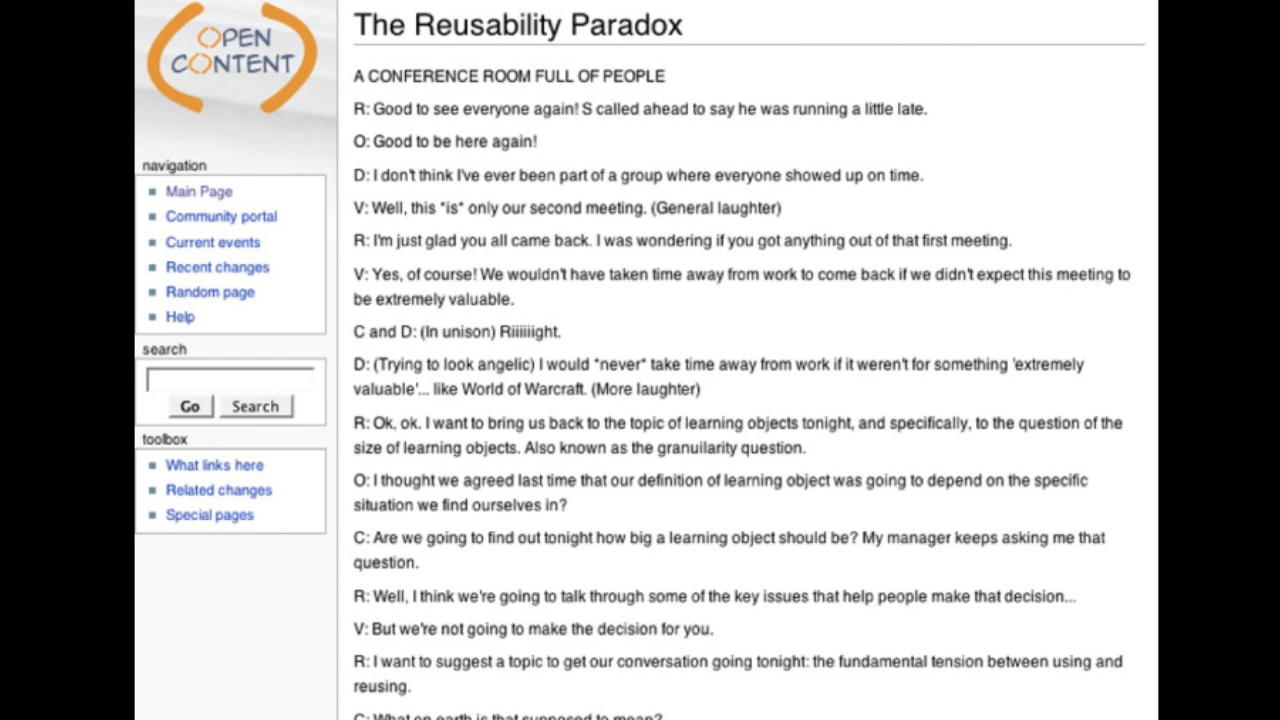 OPEN
CONTENT
navigation
Main Page
Community portal
Current events
Recent changes
Random page
Help
search
Go Search
toolbox
What links here
Related changes
Special pages
The Reusability Paradox
A CONFERENCE ROOM FULL OF PEOPLE
R: Good to see everyone again! S called ahead to say he was running a little late.
O: Good to be here again!
D: I don't think I've ever been part of a group where everyone showed up on time.
V: Well, this *is* only our second meeting. (General laughter)
R: I'm just glad you all came back. I was wondering if you got anything out of that first meeting.
V: Yes, of course! We wouldn't have taken time away from work to come back if we didn't expect this meeting to
be extremely valuable.
C and D: (In unison) Riiiiiight.
D: (Trying to look angelic) I would *never* take time away from work if it weren't for something 'extremely
valuable'... like World of Warcraft. (More laughter)
R: Ok, ok. I want to bring us back to the topic of learning objects tonight, and specifically, to the question of the
size of learning objects. Also known as the granuilarity question.
O: I thought we agreed last time that our definition of learning object was going to depend on the specific
situation we find ourselves in?
C: Are we going to find out tonight how big a learning object should be? My manager keeps asking me that
question.
R: Well, I think we're going to talk through some of the key issues that help people make that decision...
V: But we're not going to make the decision for you.
R: I want to suggest a topic to get our conversation going tonight: the fundamental tension between using and
reusing.
C: What on earth is that supposed to mean?